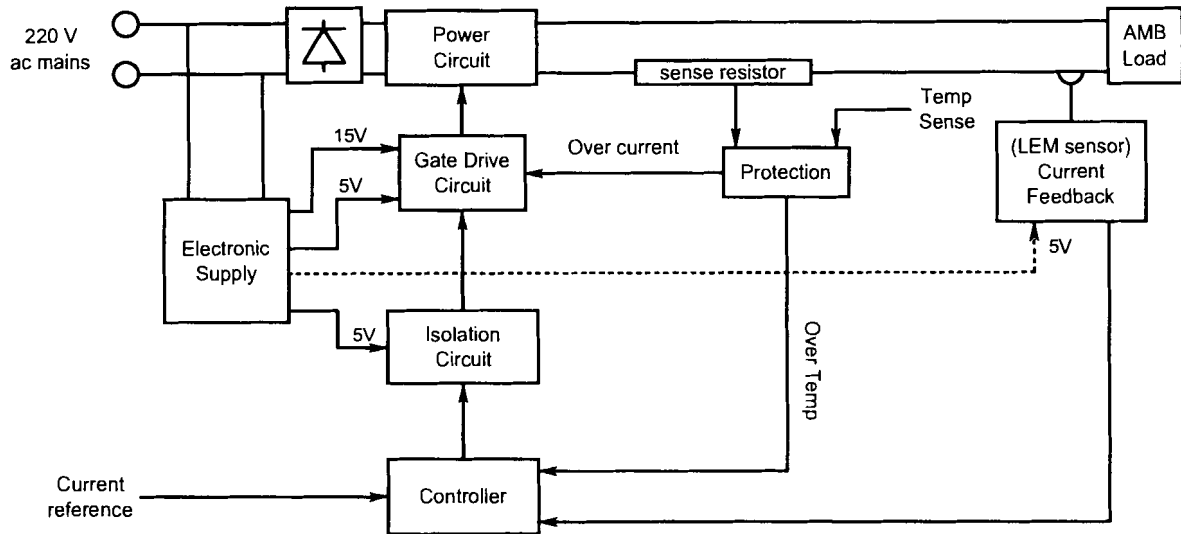 220 V
ac mains
Power
Circuit
sense resistor
AMB
Load
Temp
Sense
15V
Gate Drive
Circuit
Over current
Protection
(LEM sensor)
Current
Feedback
5V
Electronic
Supply
5V
5V
Isolation
Circuit
Over Temp
Current
reference
Controller